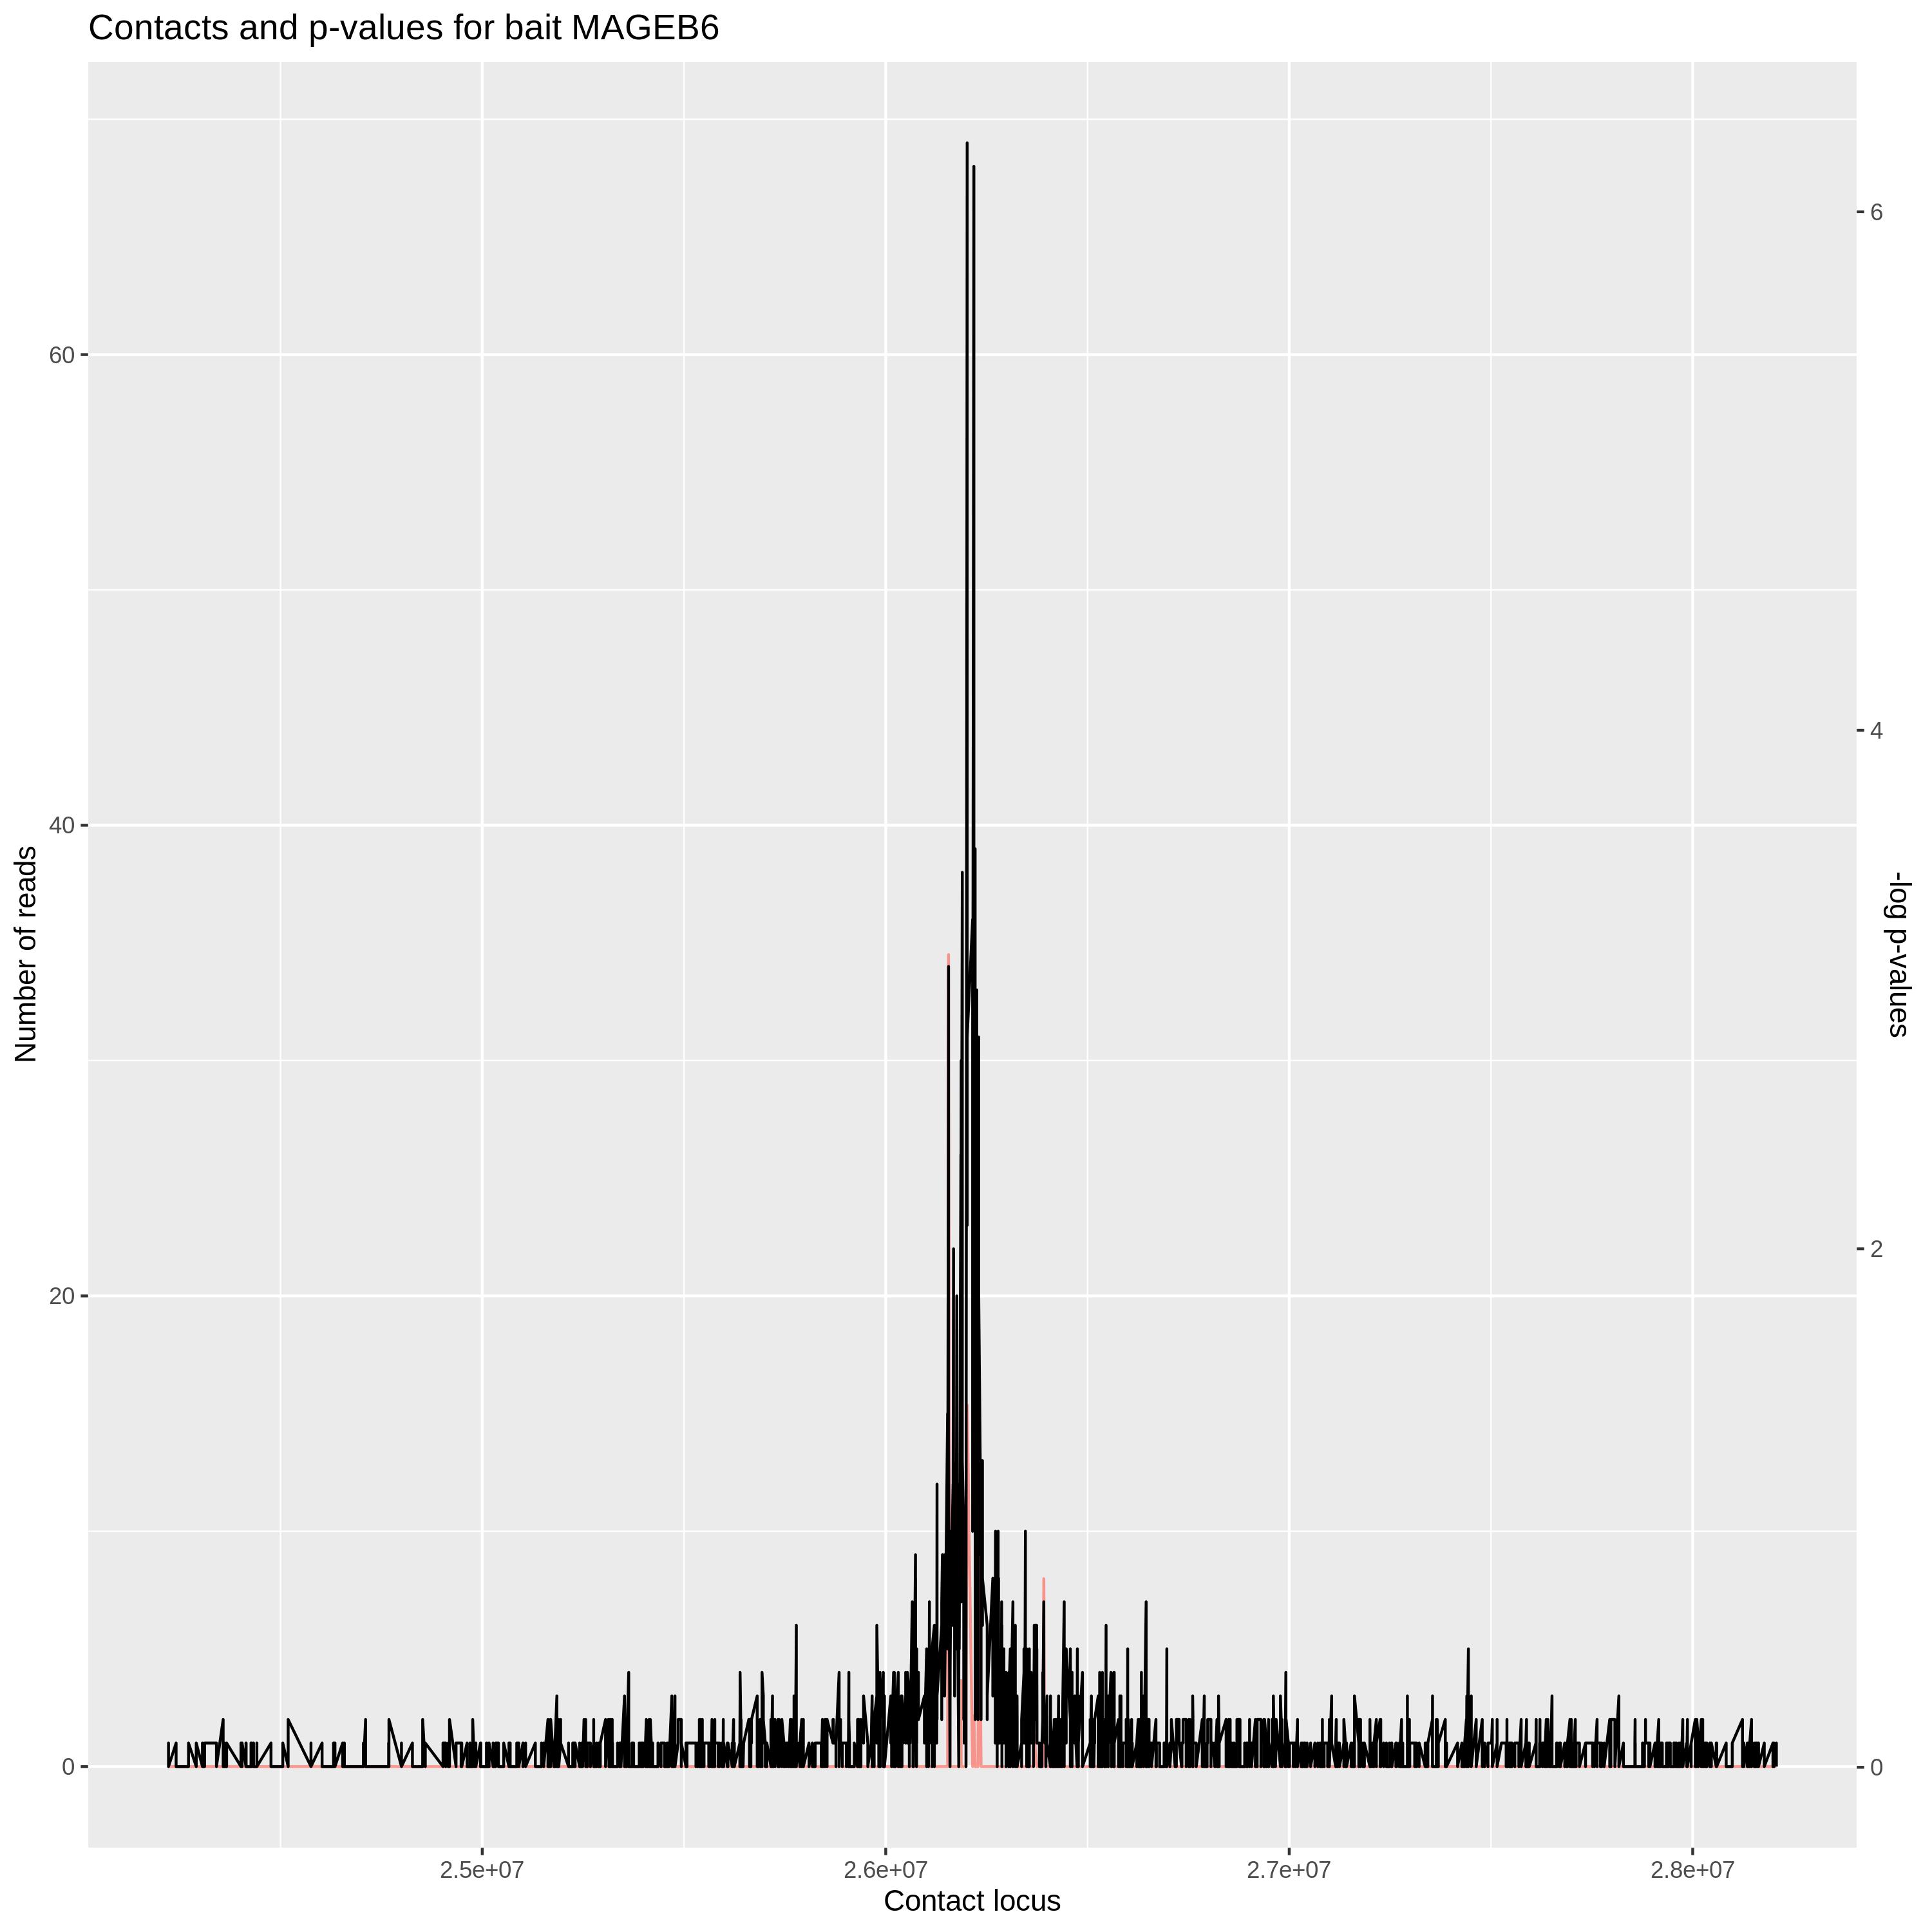 Contacts and p-values for bait MAGEB6
60
40
20
0
Number of reads
6
4
2
0
-log p-values
2.5e+07
2.6e+07
2.7e+07
2.8e+07
Contact locus